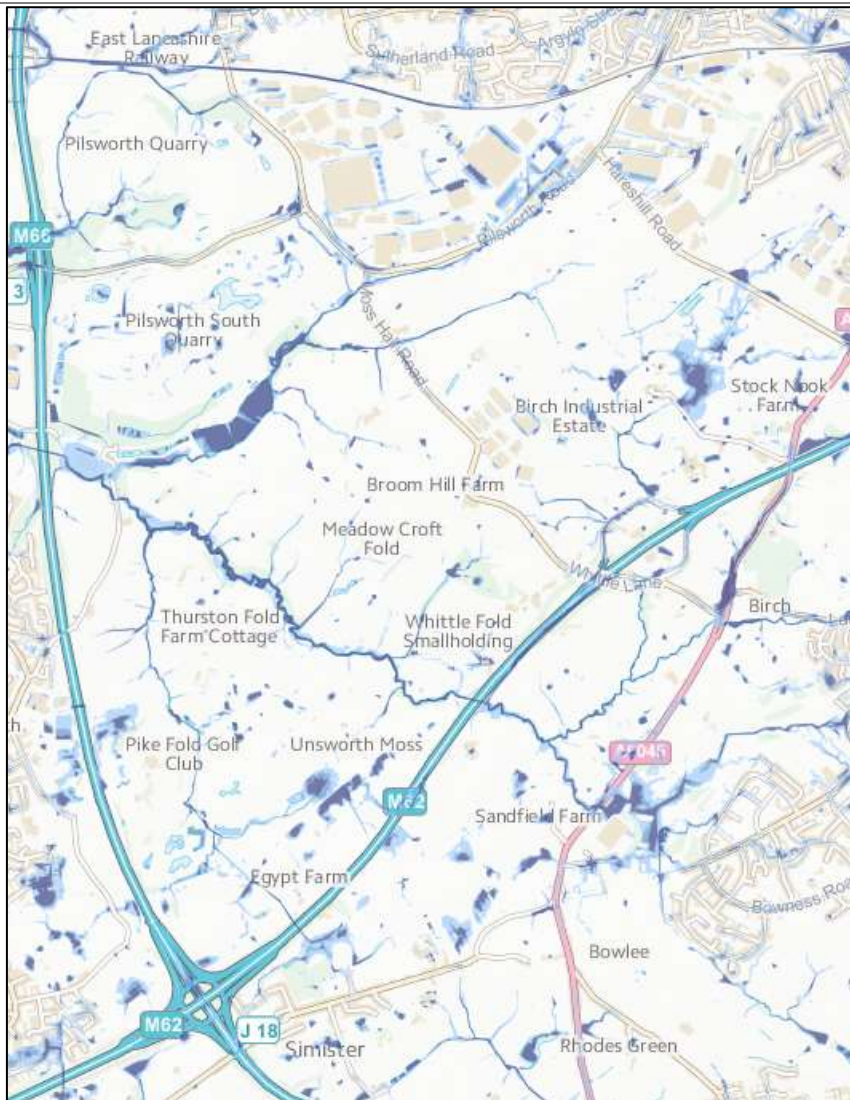 East Lancashire
Railway
Sutherland Road
Pilsworth Quarry
Hareshill Road
Pilsworth Road
M66
3
Pilsworth South
Quarry
Moss Hall Road
A
Stock Nook
Farm
Birch Industrial
Estate
Broom Hill Farm
Meadow Croft
Fold
Whittle Lane
Birch
Thurston Fold
Farm Cottage
Whittle Fold
Smallholding
Pike Fold Golf
Club
Unsworth Moss
A6045
M62
Sandfield Farm
Egypt Farm
Bowness Roa
Bowlee
M62
J 18
Simister
Rhodes Green